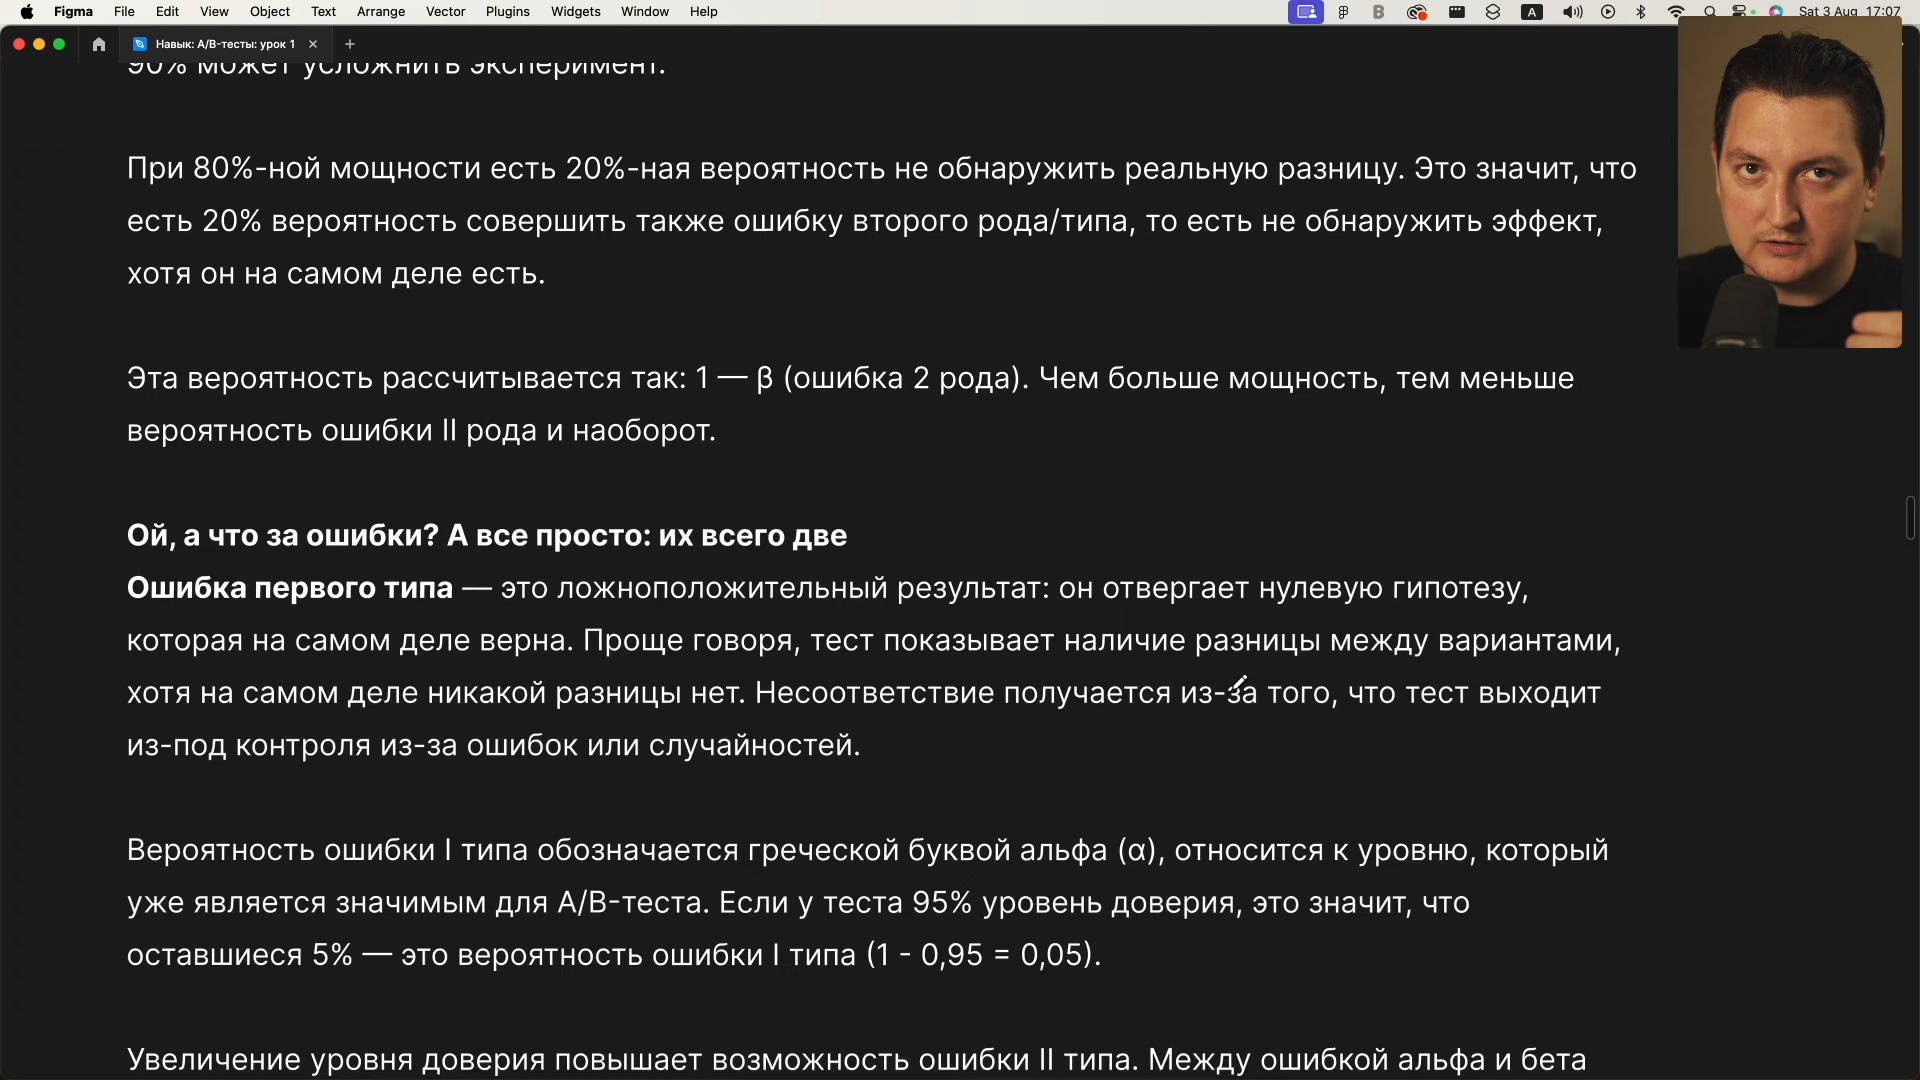 Figma File Edit View Object Text Arrange Vector Plugins Widgets Window Help A Sat 3 Aug 17:07
Навык: A/B-тесты: урок 1
90% может усложнить эксперимент.
При 80%-ной мощности есть 20%-ная вероятность не обнаружить реальную разницу. Это значит, что
есть 20% вероятность совершить также ошибку второго рода/типа, то есть не обнаружить эффект,
хотя он на самом деле есть.
Эта вероятность рассчитывается так: 1 — β (ошибка 2 рода). Чем больше мощность, тем меньше
вероятность ошибки II рода и наоборот.
Ой, а что за ошибки? А все просто: их всего две
Ошибка первого типа — это ложноположительный результат: он отвергает нулевую гипотезу,
которая на самом деле верна. Проще говоря, тест показывает наличие разницы между вариантами,
хотя на самом деле никакой разницы нет. Несоответствие получается из-за того, что тест выходит
из-под контроля из-за ошибок или случайностей.
Вероятность ошибки I типа обозначается греческой буквой альфа (α), относится к уровню, который
уже является значимым для A/B-теста. Если у теста 95% уровень доверия, это значит, что
оставшиеся 5% — это вероятность ошибки I типа (1 - 0,95 = 0,05).
Увеличение уровня доверия повышает возможность ошибки II типа. Между ошибкой альфа и бета